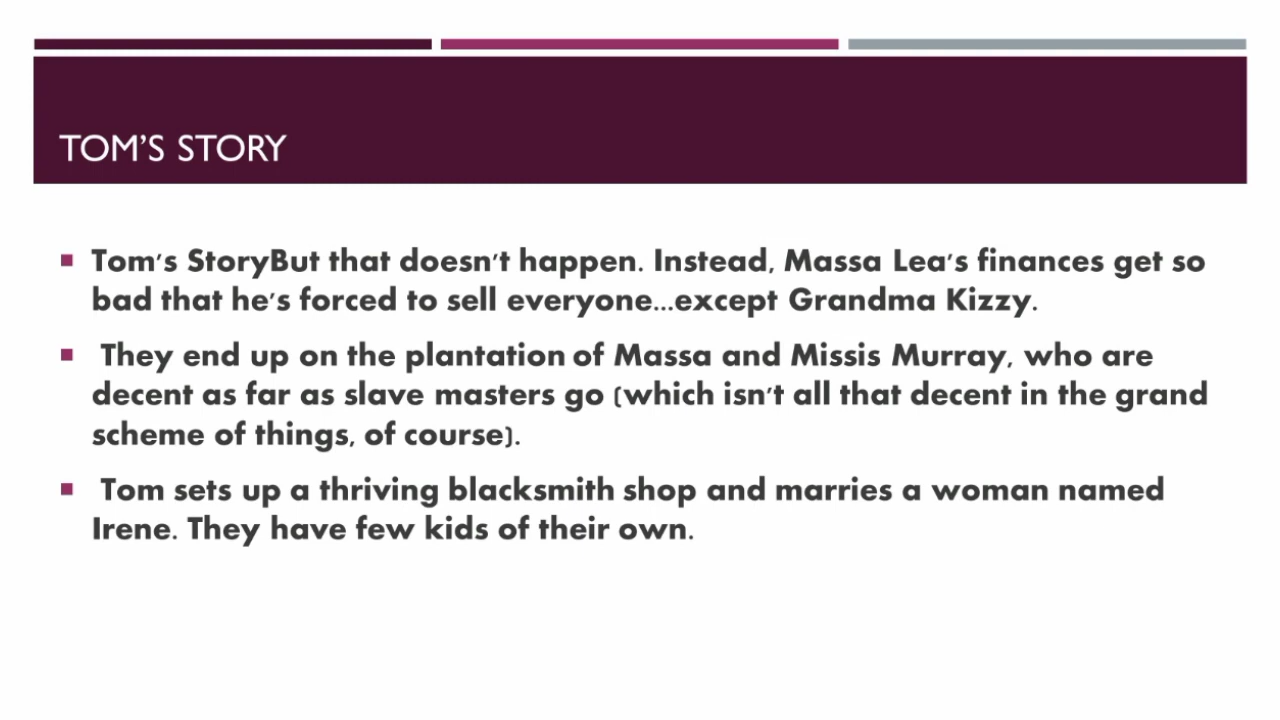 TOM’S STORY
Tom's StoryBut that doesn't happen. Instead, Massa Lea's finances get so
bad that he's forced to sell everyone...except Grandma Kizzy.
They end up on the plantation of Massa and Missis Murray, who are
decent as far as slave masters go (which isn't all that decent in the grand
scheme of things, of course).
Tom sets up a thriving blacksmith shop and marries a woman named
Irene. They have few kids of their own.